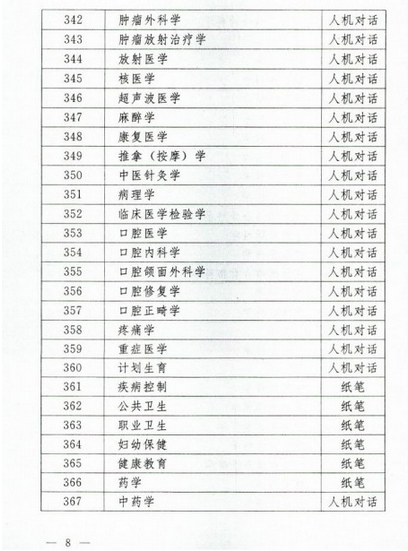 342 肿瘤外科学 人机对话
343 肿瘤放射治疗学 人机对话
344 放射医学 人机对话
345 核医学 人机对话
346 超声波医学 人机对话
347 麻醉学 人机对话
348 康复医学 人机对话
349 推拿（按摩）学 人机对话
350 中医针灸学 人机对话
351 病理学 人机对话
352 临床医学检验学 人机对话
353 口腔医学 人机对话
354 口腔内科学 人机对话
355 口腔颌面外科学 人机对话
356 口腔修复学 人机对话
357 口腔正畸学 人机对话
358 疼痛学 人机对话
359 重症医学 人机对话
360 计划生育 人机对话
361 疾病控制 纸笔
362 公共卫生 纸笔
363 职业卫生 纸笔
364 妇幼保健 纸笔
365 健康教育 纸笔
366 药学 纸笔
367 中药学 人机对话
— 8 —